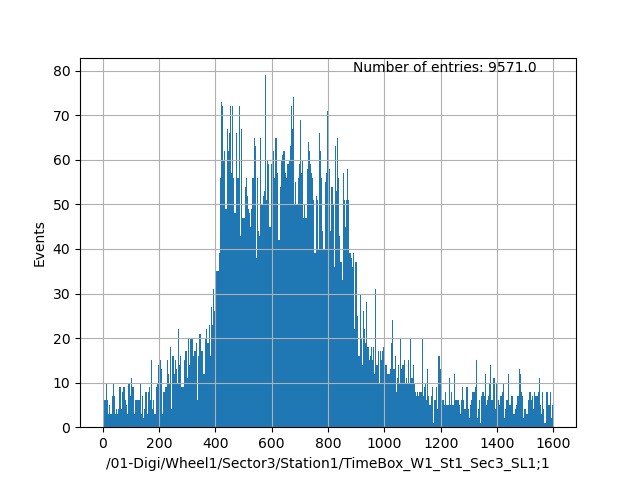 Number of entries: 9571.0
80
70
60
50
40
30
20
10
0
Events
0 200 400 600 800 1000 1200 1400 1600
/01-Digi/Wheel1/Sector3/Station1/TimeBox_W1_St1_Sec3_SL1;1